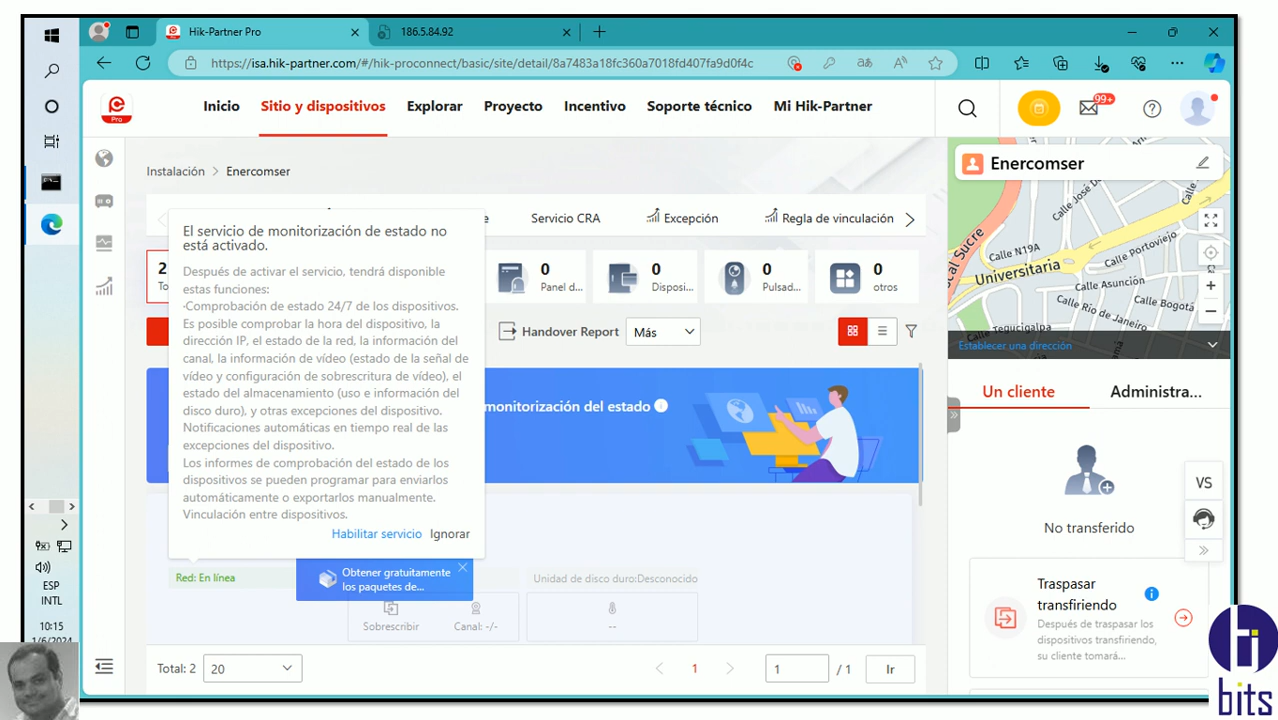 Hik-Partner Pro
186.5.84.92
https://isa.hik-partner.com/#/hik-proconnect/basic/site/detail/8a7483a18fc360a7018fd407fa9d0f4c
Pro
Inicio
Sitio y dispositivos
Explorar
Proyecto
Incentivo
Soporte técnico
Mi Hik-Partner
99+
Instalación > Enercomser
Servicio CRA
Excepción
Regla de vinculación
El servicio de monitorización de estado no
está activado.
Después de activar el servicio, tendrá disponible
estas funciones:
·Comprobación de estado 24/7 de los dispositivos.
Es posible comprobar la hora del dispositivo, la
dirección IP, el estado de la red, la información del
canal, la información de vídeo (estado de la señal de
vídeo y configuración de sobrescritura de vídeo), el
estado del almacenamiento (uso e información del
disco duro), y otras excepciones del dispositivo.
Notificaciones automáticas en tiempo real de las
excepciones del dispositivo.
Los informes de comprobación del estado de los
dispositivos se pueden programar para enviarlos
automáticamente o exportarlos manualmente.
Vinculación entre dispositivos.
Habilitar servicio
Ignorar
2
To
0
Panel d...
0
Disposi...
0
Pulsad...
0
otros
Handover Report
Más
monitorización del estado
Red: En línea
Obtener gratuitamente
los paquetes de...
Unidad de disco duro:Desconocido
Sobrescribir
Canal: -/-
--
Total: 2
20
1
1
/ 1
Ir
Enercomser
Calle José
Calle
Calle N19A
Calle Portoviejo
Universitaria
Calle Asunción
Calle Río de Janeiro
Calle Bogotá
Calle Tegucigalpa
cal Sucre
Establecer una dirección
Un cliente
Administra...
No transferido
VS
Traspasar
transfiriendo
Después de traspasar los
dispositivos transfiriendo,
su cliente tomará...
ESP
INTL
10:15
1/6/2024
bits